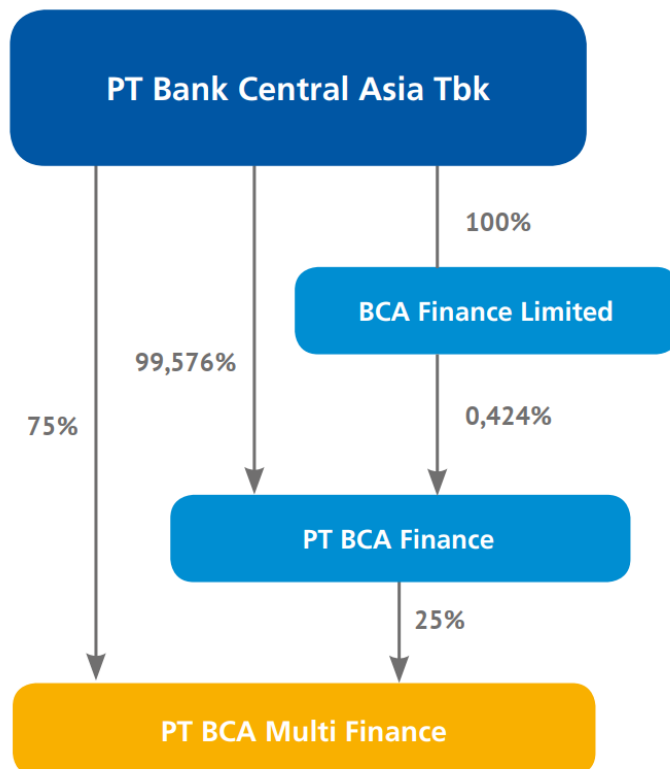 PT Bank Central Asia Tbk
100%
BCA Finance Limited
99,576%
0,424%
75%
PT BCA Finance
25%
PT BCA Multi Finance